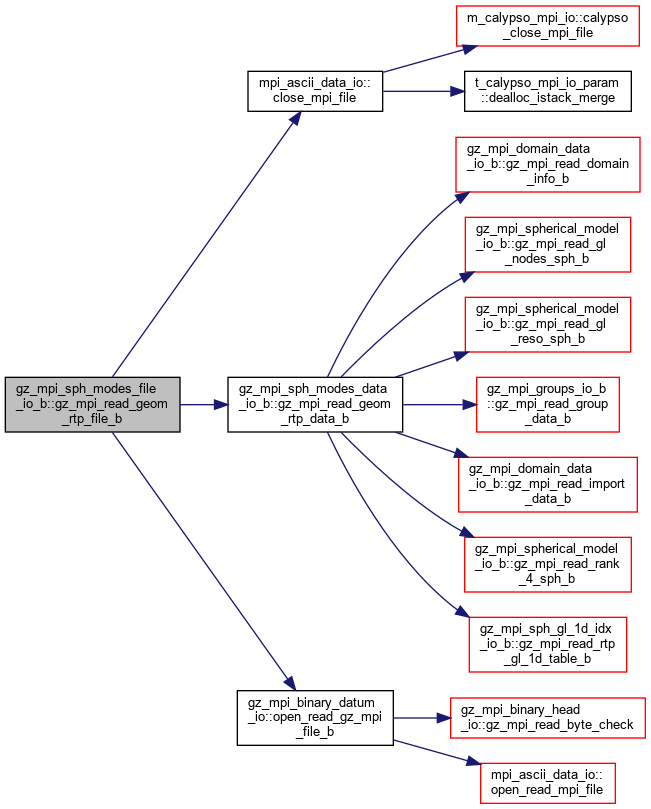 m_calypso_mpi_io::calypso
_close_mpi_file
mpi_ascii_data_io::
close_mpi_file
t_calypso_mpi_io_param
::dealloc_istack_merge
gz_mpi_domain_data
_io_b::gz_mpi_read_domain
_info_b
gz_mpi_spherical_model
_io_b::gz_mpi_read_gl
_nodes_sph_b
gz_mpi_spherical_model
_io_b::gz_mpi_read_gl
_reso_sph_b
gz_mpi_sph_modes_file
_io_b::gz_mpi_read_geom
_rtp_file_b
gz_mpi_sph_modes_data
_io_b::gz_mpi_read_geom
_rtp_data_b
gz_mpi_groups_io_b
::gz_mpi_read_group
_data_b
gz_mpi_domain_data
_io_b::gz_mpi_read_import
_data_b
gz_mpi_spherical_model
_io_b::gz_mpi_read_rank
_4_sph_b
gz_mpi_sph_gl_1d_idx
_io_b::gz_mpi_read_rtp
_gl_1d_table_b
gz_mpi_binary_datum
_io::open_read_gz_mpi
_file_b
gz_mpi_binary_head
_io::gz_mpi_read_byte_check
mpi_ascii_data_io::
open_read_mpi_file